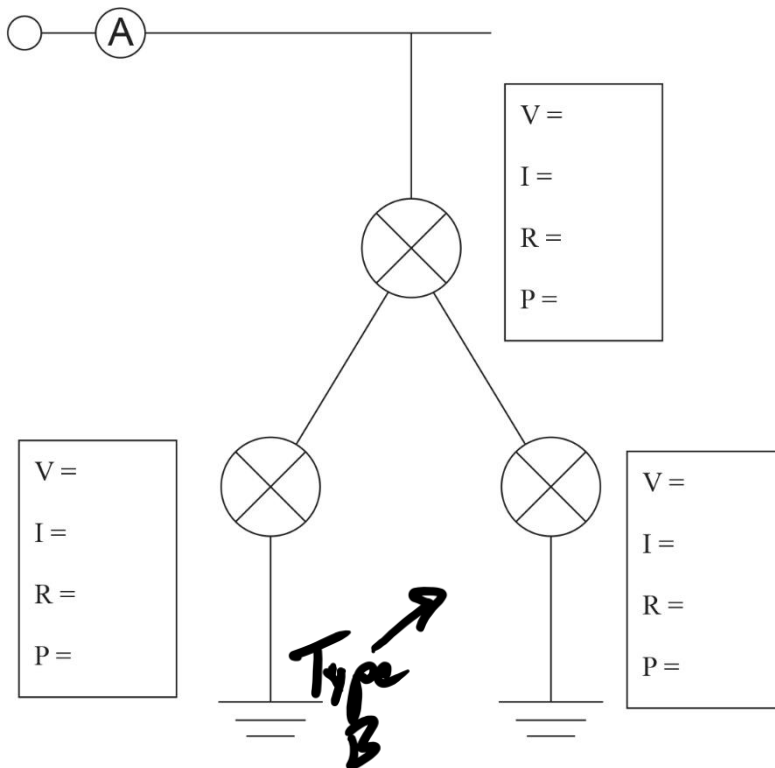 A
V =
I =
R =
P =
V =
I =
R =
P =
V =
I =
R =
P =
Type
B